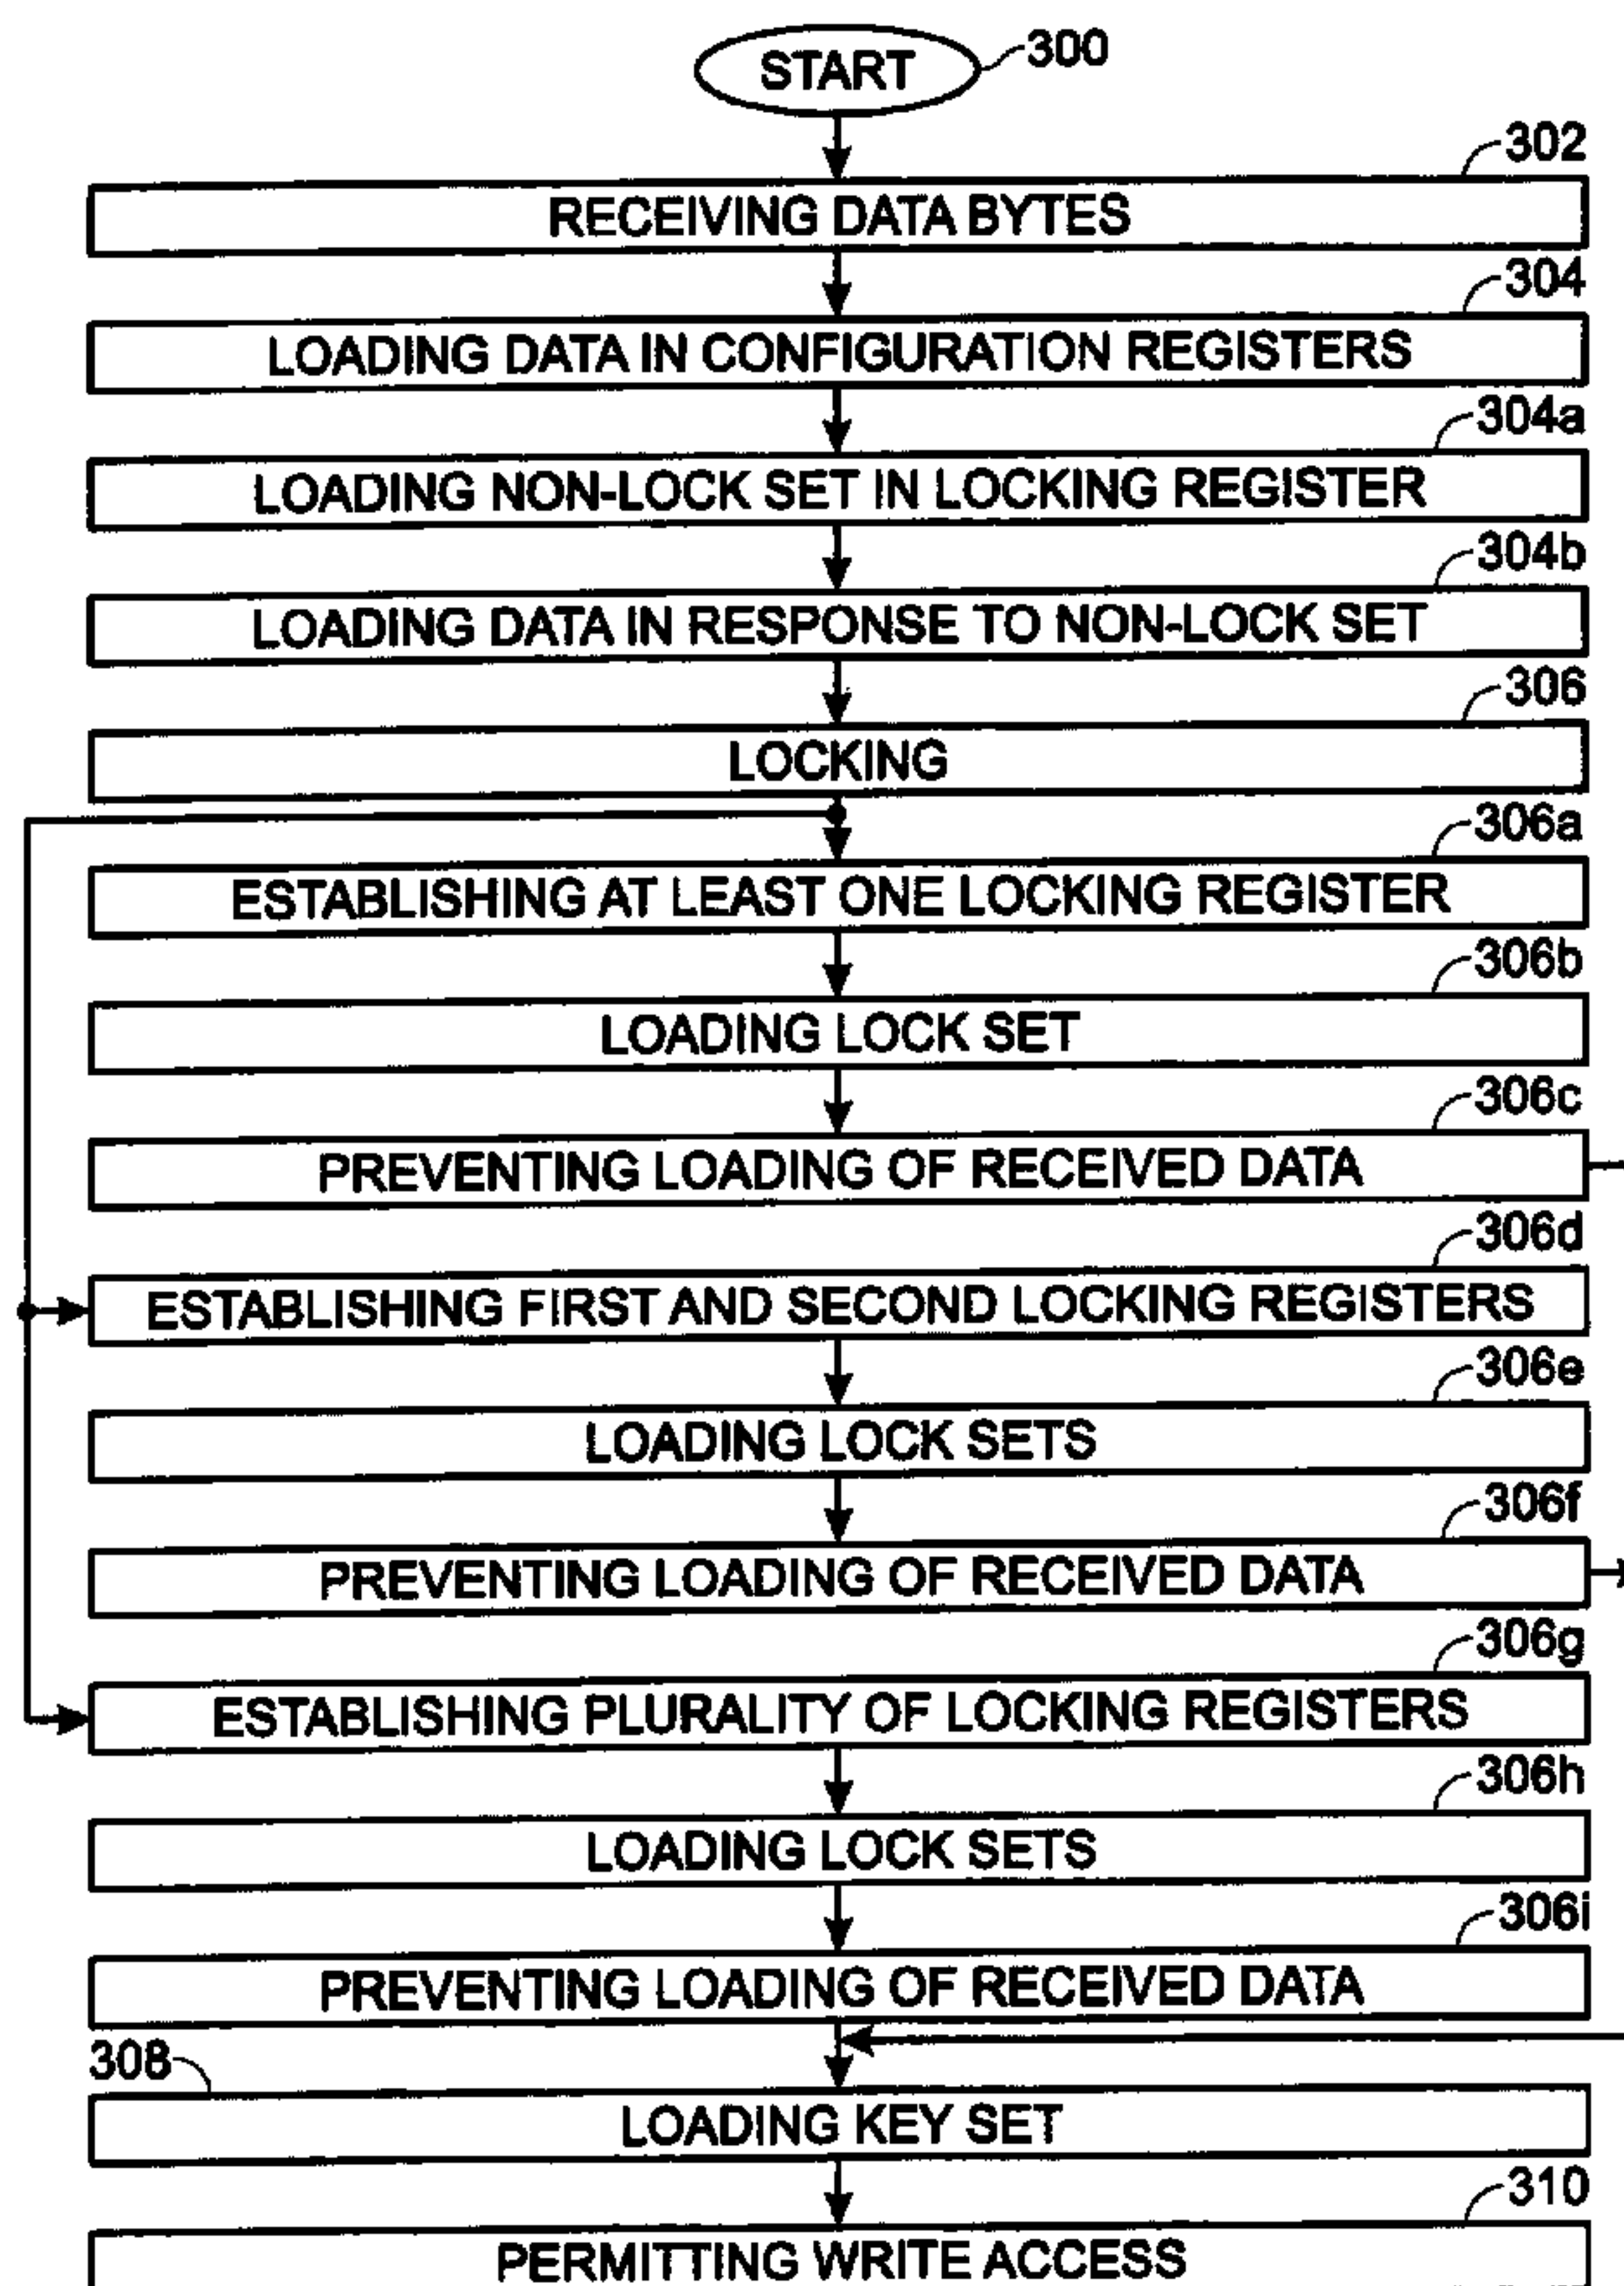 START
300
302
RECEIVING DATA BYTES
304
LOADING DATA IN CONFIGURATION REGISTERS
304a
LOADING NON-LOCK SET IN LOCKING REGISTER
304b
LOADING DATA IN RESPONSE TO NON-LOCK SET
306
LOCKING
306a
ESTABLISHING AT LEAST ONE LOCKING REGISTER
306b
LOADING LOCK SET
306c
PREVENTING LOADING OF RECEIVED DATA
306d
ESTABLISHING FIRST AND SECOND LOCKING REGISTERS
306e
LOADING LOCK SETS
306f
PREVENTING LOADING OF RECEIVED DATA
306g
ESTABLISHING PLURALITY OF LOCKING REGISTERS
306h
LOADING LOCK SETS
306i
PREVENTING LOADING OF RECEIVED DATA
308
LOADING KEY SET
310
PERMITTING WRITE ACCESS